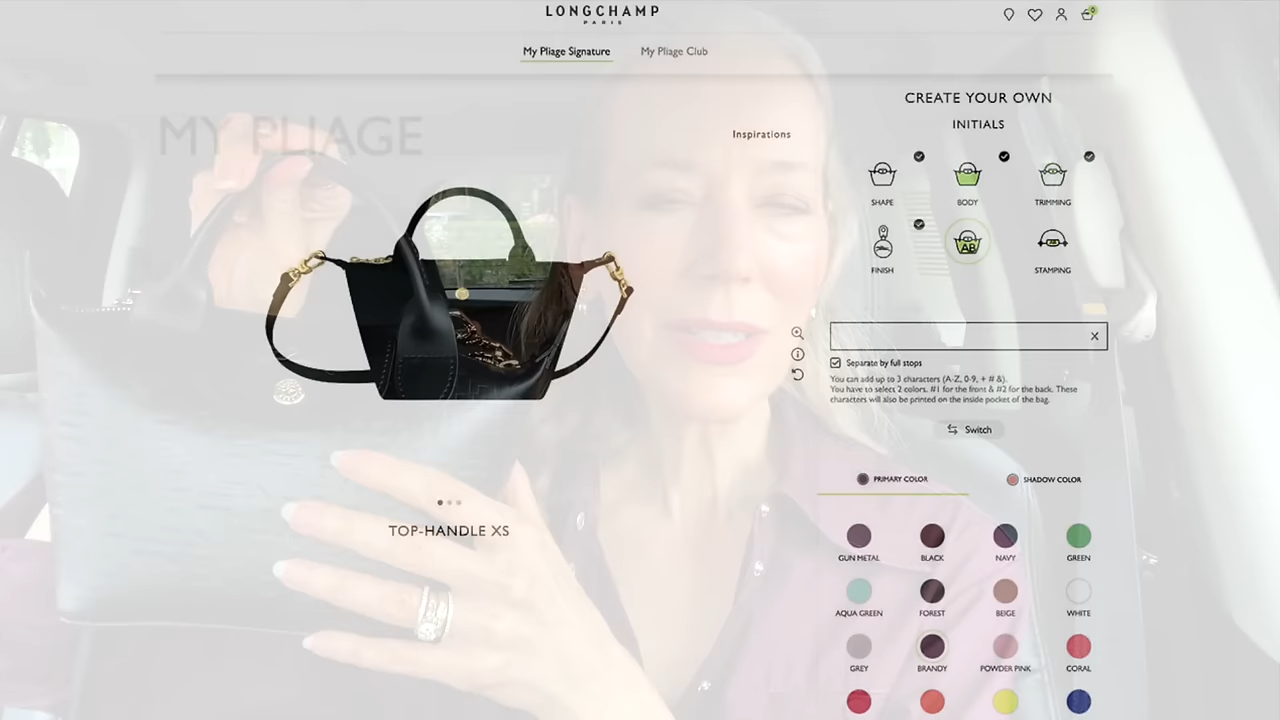 LONGCHAMP
PARIS
0
My Pliage Signature
My Pliage Club
MY PLIAGE
Inspirations
CREATE YOUR OWN
INITIALS
SHAPE
BODY
TRIMMING
AB
FINISH
STAMPING
X
Separate by full stops
You can add up to 3 characters (A-Z, 0-9, + # &).
You have to select 2 colors. #1 for the front & #2 for the back. These
characters will also be printed on the inside pocket of the bag.
Switch
PRIMARY COLOR
SHADOW COLOR
TOP-HANDLE XS
GUN METAL
BLACK
NAVY
GREEN
AQUA GREEN
FOREST
BEIGE
WHITE
GREY
BRANDY
POWDER PINK
CORAL